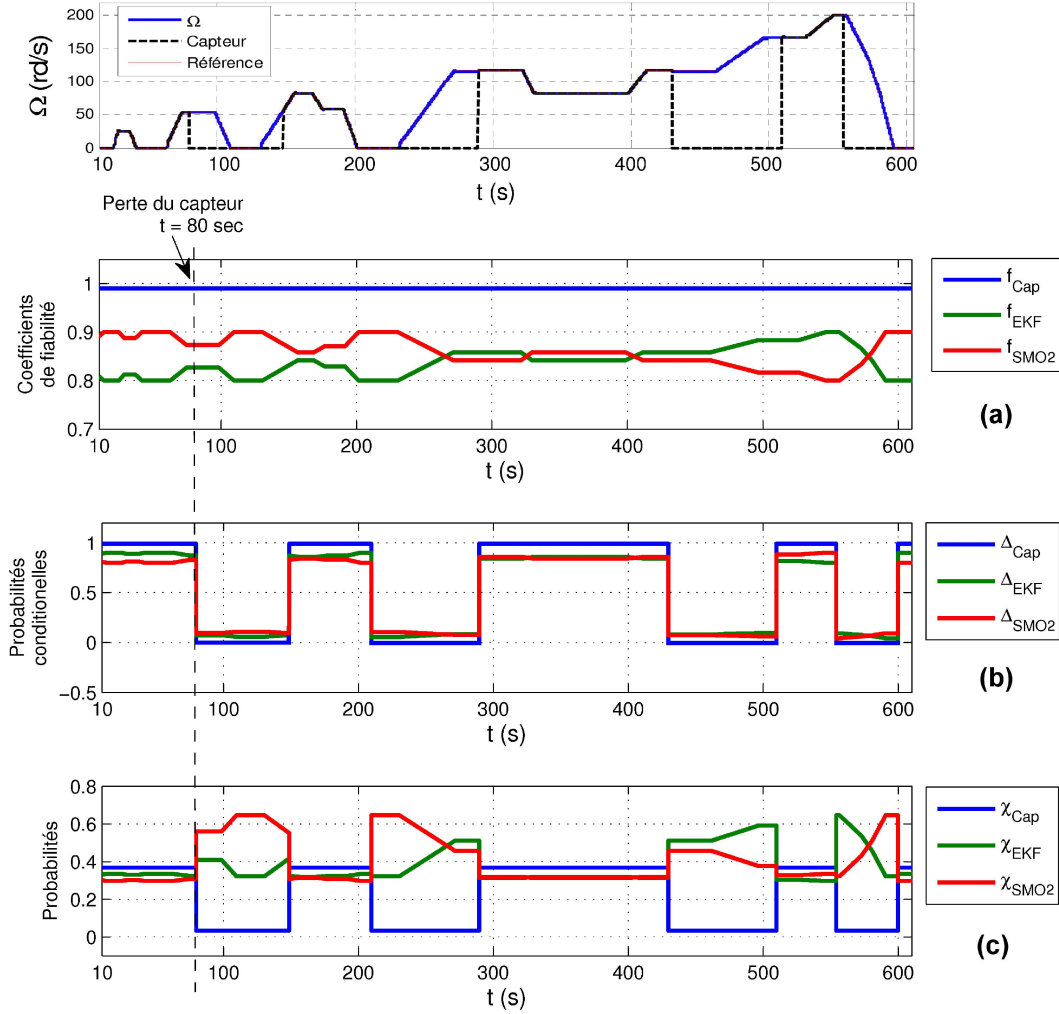 Ω (rd/s)
200
150
100
50
0
Ω
Capteur
Référence
10 100 200 300 400 500 600
t (s)
Perte du capteur
t = 80 sec
Coefficients
de fiabilité
1
0.9
0.8
0.7
10 100 200 300 400 500 600
t (s)
f_Cap
f_EKF
f_SMO2
(a)
Probabilités
conditionelles
1
0.5
0
−0.5
10 100 200 300 400 500 600
t (s)
Δ_Cap
Δ_EKF
Δ_SMO2
(b)
Probabilités
0.8
0.6
0.4
0.2
0
10 100 200 300 400 500 600
t (s)
χ_Cap
χ_EKF
χ_SMO2
(c)